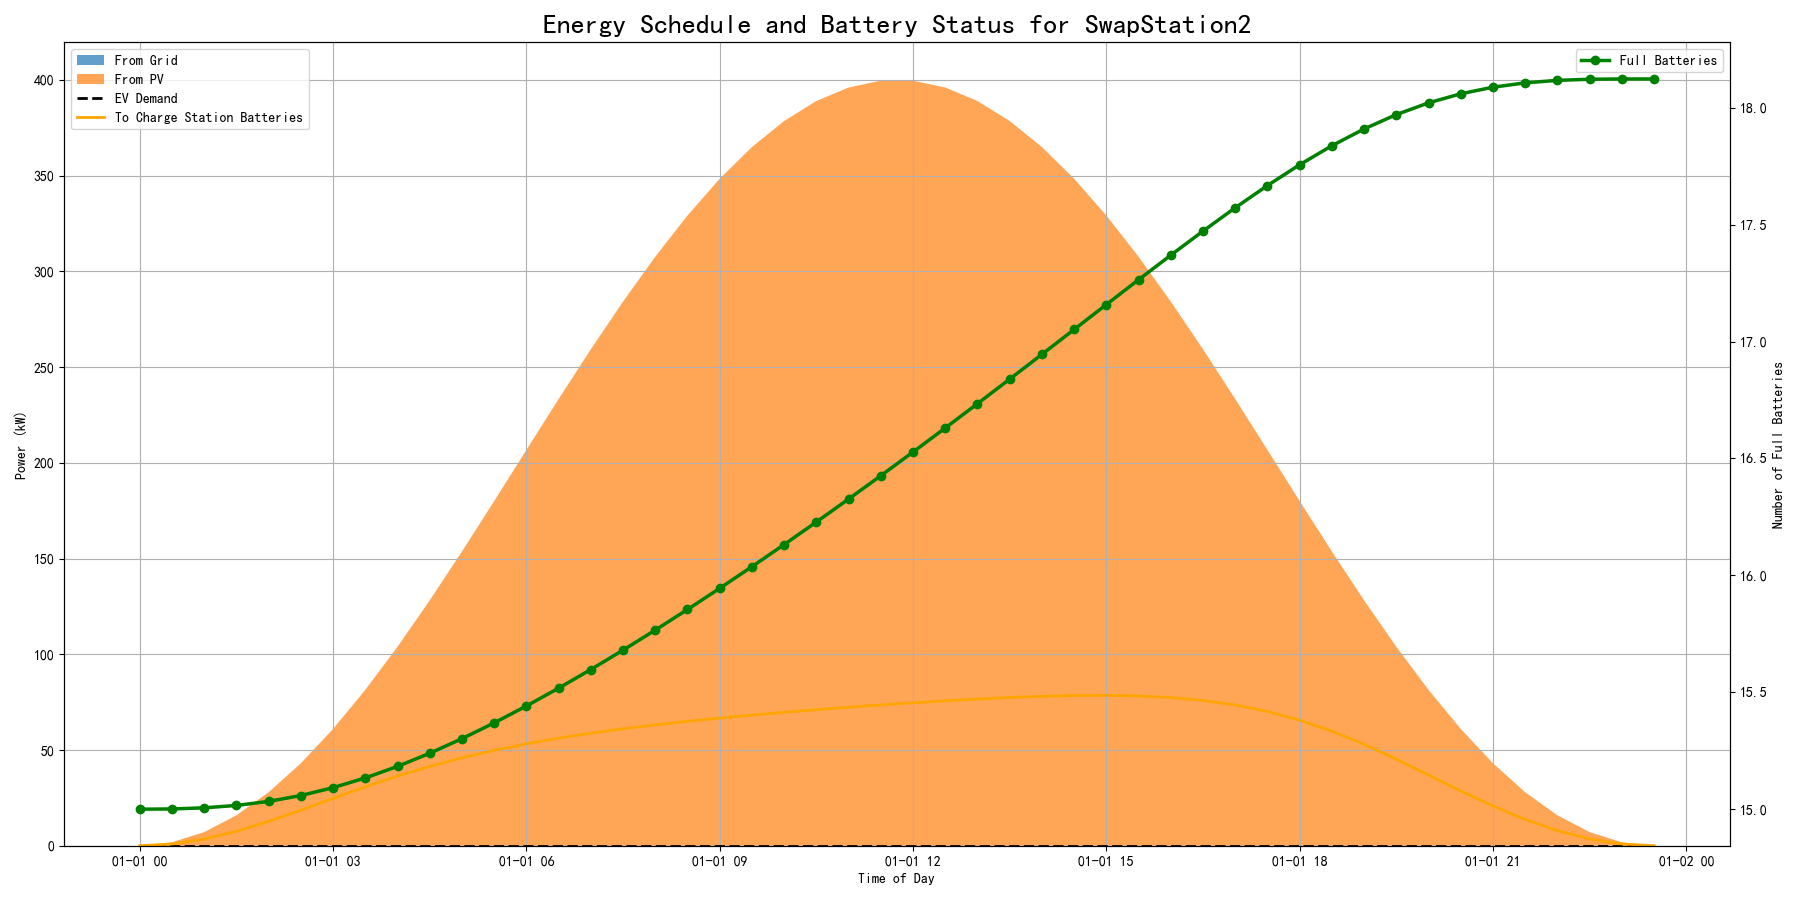 Energy Schedule and Battery Status for SwapStation2
From Grid
From PV
EV Demand
To Charge Station Batteries
Full Batteries
400
350
300
250
200
150
100
50
0
Power (kW)
18.0
17.5
17.0
16.5
16.0
15.5
15.0
Number of Full Batteries
01-01 00
01-01 03
01-01 06
01-01 09
01-01 12
01-01 15
01-01 18
01-01 21
01-02 00
Time of Day